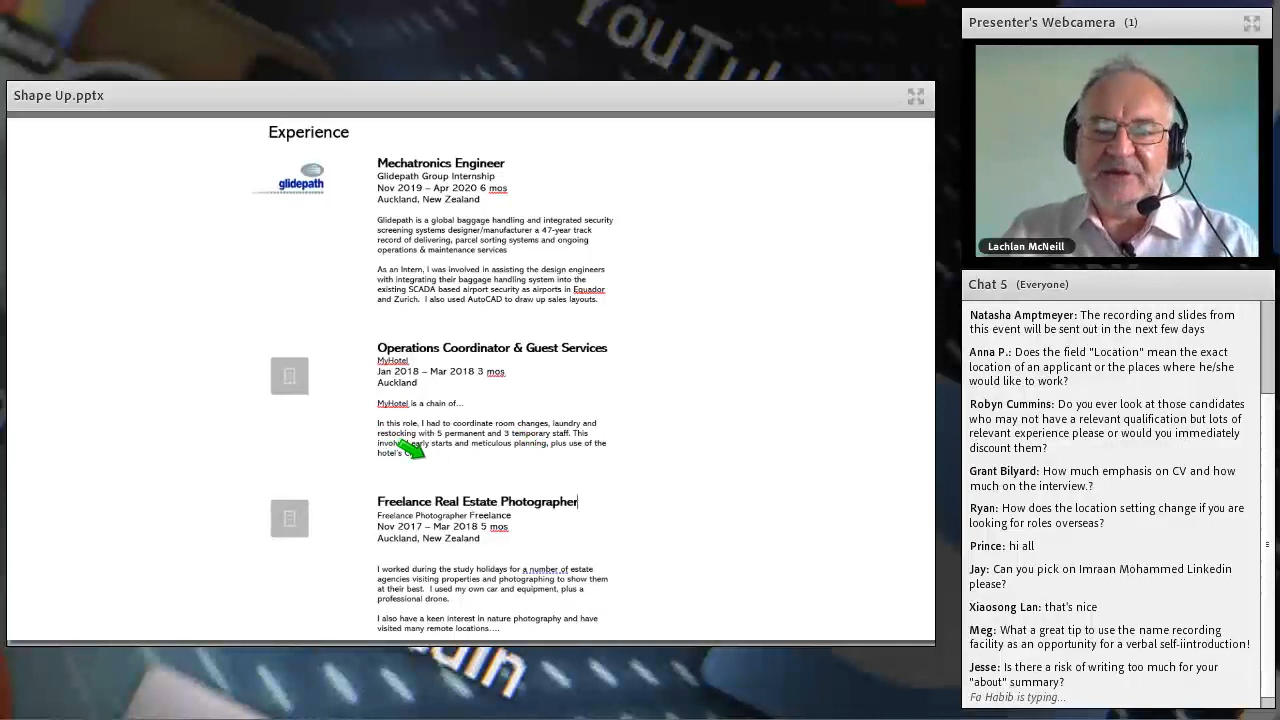 Shape Up.pptx
Experience
glidepath
Mechatronics Engineer
Glidepath Group Internship
Nov 2019 – Apr 2020 6 mos
Auckland, New Zealand
Glidepath is a global baggage handling and integrated security
screening systems designer/manufacturer a 47-year track
record of delivering, parcel sorting systems and ongoing
operations & maintenance services
As an Intern, I was involved in assisting the design engineers
with integrating their baggage handling system into the
existing SCADA based airport security as airports in Equador
and Zurich. I also used AutoCAD to draw up sales layouts.
Operations Coordinator & Guest Services
MyHotel
Jan 2018 – Mar 2018 3 mos
Auckland
MyHotel is a chain of...
In this role, I had to coordinate room changes, laundry and
restocking with 5 permanent and 3 temporary staff. This
early starts and meticulous planning, plus use of the
hotel's
Freelance Real Estate Photographer
Freelance Photographer Freelance
Nov 2017 – Mar 2018 5 mos
Auckland, New Zealand
I worked during the study holidays for a number of estate
agencies visiting properties and photographing to show them
at their best. I used my own car and equipment, plus a
professional drone.
I also have a keen interest in nature photography and have
visited many remote locations....
Presenter's Webcamera (1)
Lachlan McNeill
Chat 5 (Everyone)
Natasha Amptmeyer: The recording and slides from
this event will be sent out in the next few days
Anna P.: Does the field "location" mean the exact
location of an applicant or the places where he/she
would like to work?
Robyn Cummins: Do you ever look at those candidates
who may not have a relevant qualification but lots of
relevant experience please or would you immediately
discount them?
Grant Bilyard: How much emphasis on CV and how
much on the interview.?
Ryan: How does the location setting change if you are
looking for roles overseas?
Prince: hi all
Jay: Can you pick on Imraan Mohammed Linkedin
please?
Xiaosong Lan: that's nice
Meg: What a great tip to use the name recording
facility as an opportunity for a verbal self-iintroduction!
Jesse: Is there a risk of writing too much for your
"about" summary?
Fa Habib is typing...